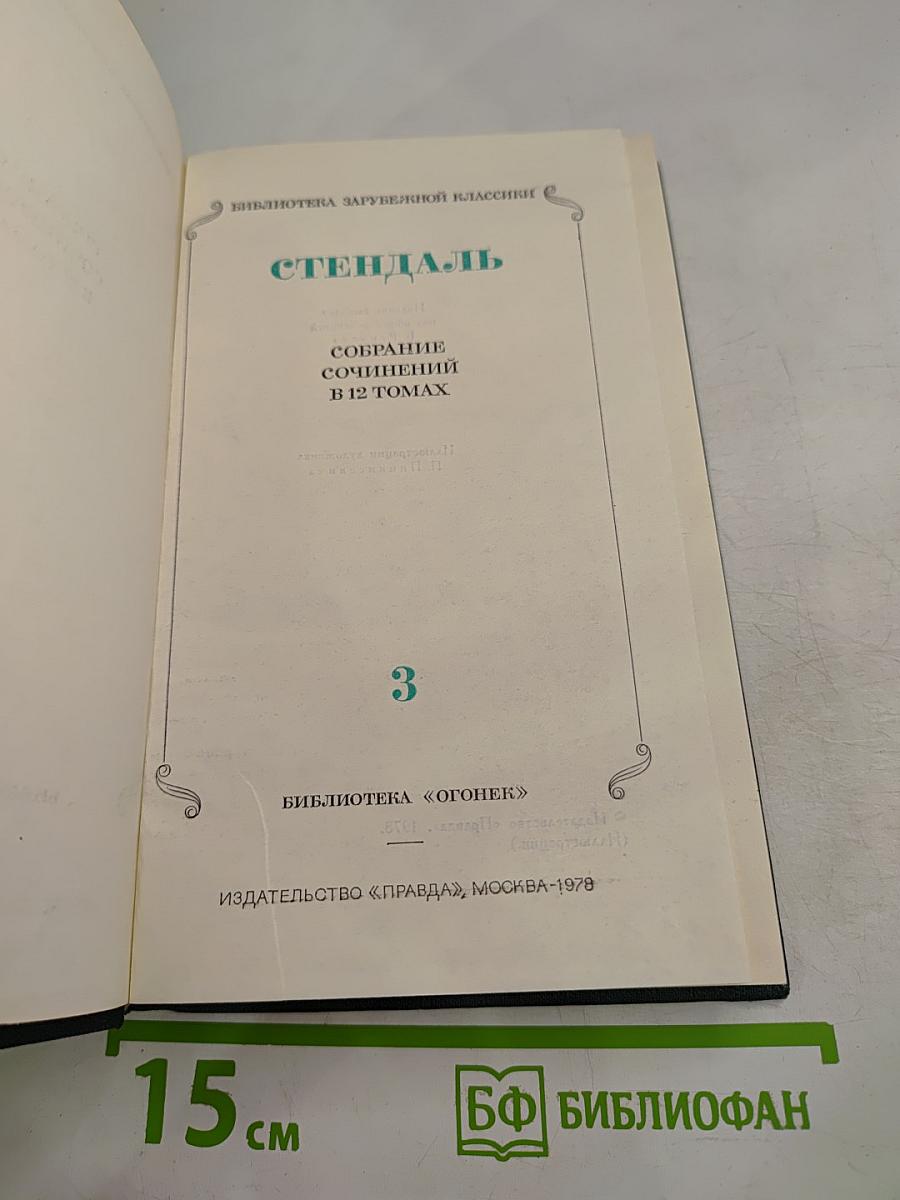 БИБЛИОТЕКА ЗАРУБЕЖНОЙ КЛАССИКИ
СТЕНДАЛЬ
СОБРАНИЕ
СОЧИНЕНИЙ
В 12 ТОМАХ
3
БИБЛИОТЕКА «ОГОНЕК»
ИЗДАТЕЛЬСТВО «ПРАВДА», МОСКВА-1978
15 см
БФ БИБЛИОФАН